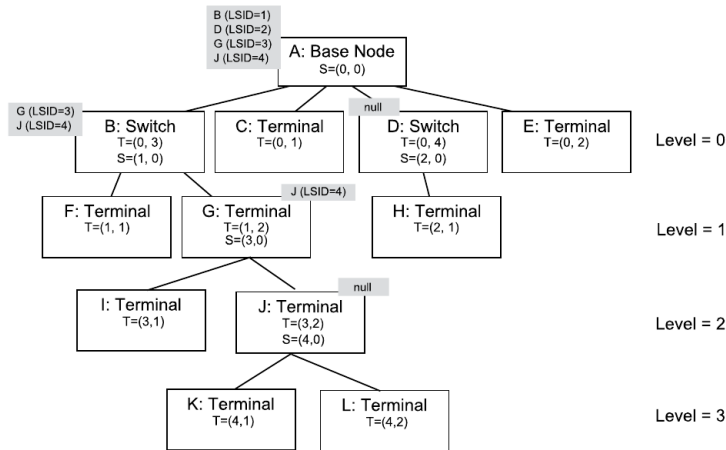 B (LSID=1)
D (LSID=2)
G (LSID=3)
J (LSID=4)
A: Base Node
S=(0, 0)
G (LSID=3)
J (LSID=4)
B: Switch
T=(0, 3)
S=(1, 0)
C: Terminal
T=(0, 1)
null
D: Switch
T=(0, 4)
S=(2, 0)
E: Terminal
T=(0, 2)
Level = 0
F: Terminal
T=(1, 1)
J (LSID=4)
G: Terminal
T=(1, 2)
S=(3,0)
H: Terminal
T=(2, 1)
Level = 1
I: Terminal
T=(3,1)
null
J: Terminal
T=(3,2)
S=(4,0)
Level = 2
K: Terminal
T=(4,1)
L: Terminal
T=(4,2)
Level = 3